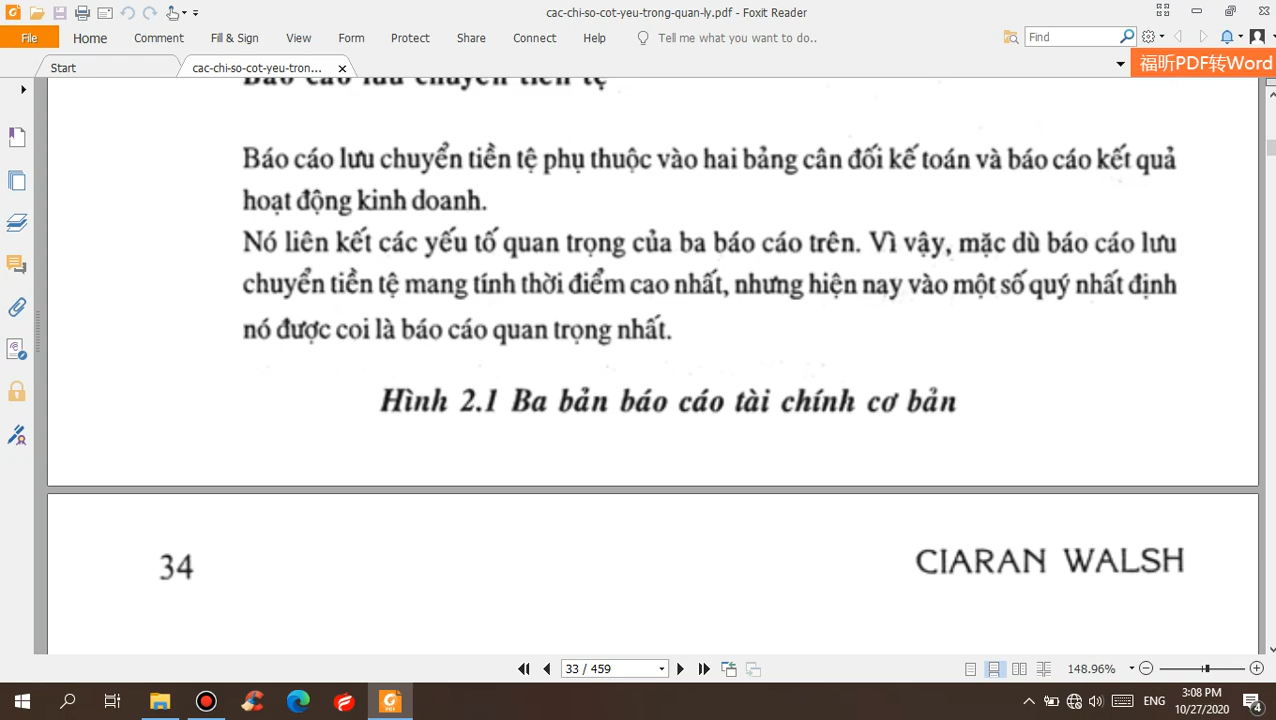 cac-chi-so-cot-yeu-trong-quan-ly.pdf - Foxit Reader
File Home Comment Fill & Sign View Form Protect Share Connect Help Tell me what you want to do.. Find
Start cac-chi-so-cot-yeu-tron... 福昕PDF转Word
Báo cáo lưu chuyển tiền tệ
Báo cáo lưu chuyển tiền tệ phụ thuộc vào hai bảng cân đối kế toán và báo cáo kết quả
hoạt động kinh doanh.
Nó liên kết các yếu tố quan trọng của ba báo cáo trên. Vì vậy, mặc dù báo cáo lưu
chuyển tiền tệ mang tính thời điểm cao nhất, nhưng hiện nay vào một số quý nhất định
nó được coi là báo cáo quan trọng nhất.
Hình 2.1 Ba bản báo cáo tài chính cơ bản
34 CIARAN WALSH
33 / 459 148.96%
ENG 3:08 PM
10/27/2020 4